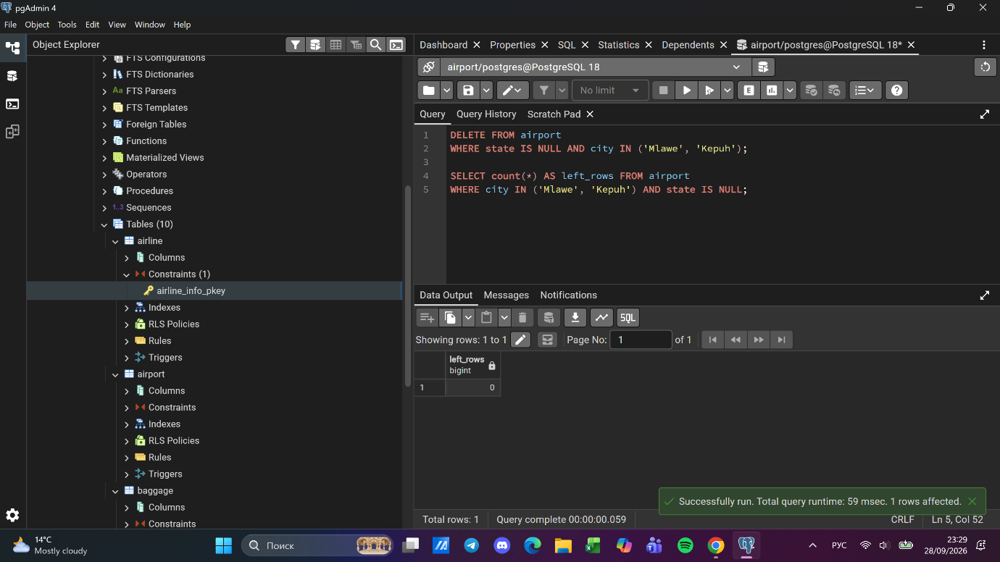 pgAdmin 4
File Object Tools Edit View Window Help
Object Explorer
FTS Configurations
FTS Dictionaries
Aa FTS Parsers
FTS Templates
Foreign Tables
Functions
Materialized Views
Operators
Procedures
1..3 Sequences
Tables (10)
airline
Columns
Constraints (1)
airline_info_pkey
Indexes
RLS Policies
Rules
Triggers
airport
Columns
Constraints
Indexes
RLS Policies
Rules
Triggers
baggage
Columns
Constraints
Dashboard Properties SQL Statistics Dependents airport/postgres@PostgreSQL 18*
airport/postgres@PostgreSQL 18
No limit E
Query Query History Scratch Pad
1 DELETE FROM airport
2 WHERE state IS NULL AND city IN ('Mlawe', 'Kepuh');
3
4 SELECT count(*) AS left_rows FROM airport
5 WHERE city IN ('Mlawe', 'Kepuh') AND state IS NULL;
Data Output Messages Notifications
SQL
Showing rows: 1 to 1 Page No: 1 of 1
left_rows
bigint
1 0
Successfully run. Total query runtime: 59 msec. 1 rows affected.
Total rows: 1 Query complete 00:00:00.059 CRLF Ln 5, Col 52
14°C
Mostly cloudy
Поиск
РУС
23:29
28/09/2026